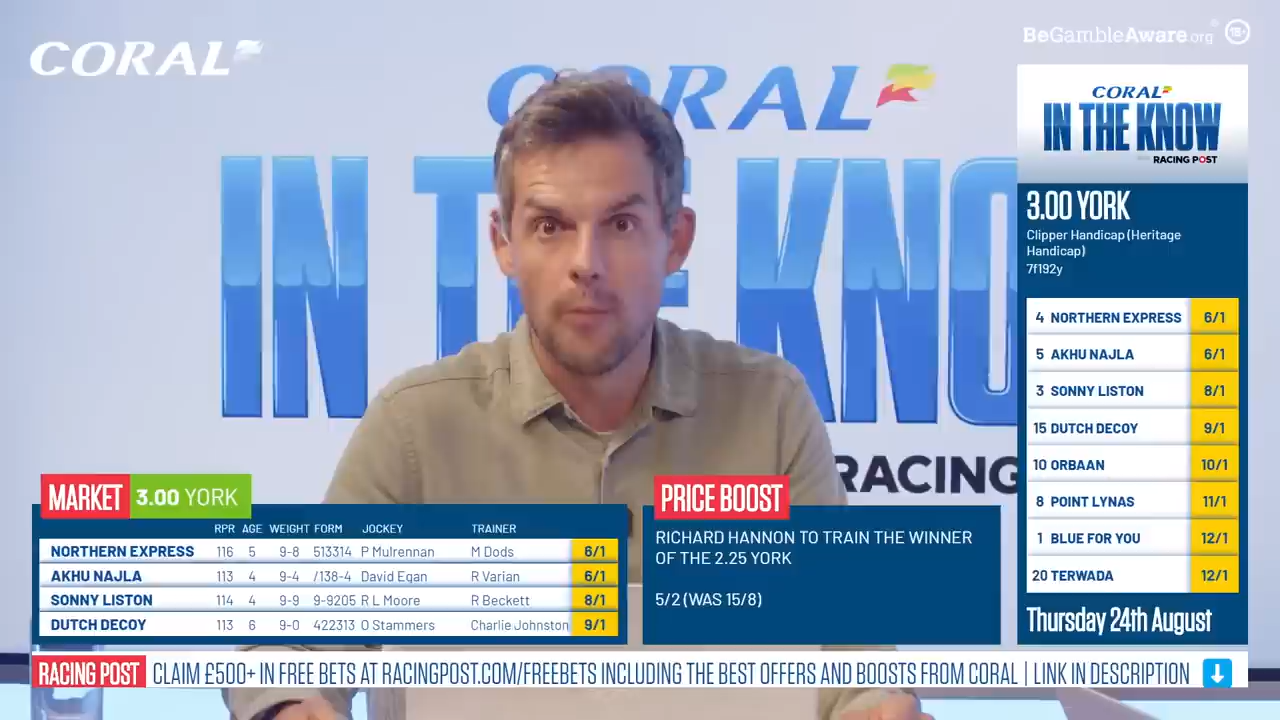 CORAL
BeGambleAware.org 18+
CORAL
IN THE KNO
RACING
CORAL
IN THE KNOW
RACING POST
3.00 YORK
Clipper Handicap (Heritage
Handicap)
7f192y
4 NORTHERN EXPRESS 6/1
5 AKHU NAJLA 6/1
3 SONNY LISTON 8/1
15 DUTCH DECOY 9/1
10 ORBAAN 10/1
8 POINT LYNAS 11/1
1 BLUE FOR YOU 12/1
20 TERWADA 12/1
Thursday 24th August
MARKET 3.00 YORK
RPR AGE WEIGHT FORM JOCKEY TRAINER
NORTHERN EXPRESS 116 5 9-8 513314 P Mulrennan M Dods 6/1
AKHU NAJLA 113 4 9-4 /138-4 David Egan R Varian 6/1
SONNY LISTON 114 4 9-9 9-9205 R L Moore R Beckett 8/1
DUTCH DECOY 113 6 9-0 422313 O Stammers Charlie Johnston 9/1
PRICE BOOST
RICHARD HANNON TO TRAIN THE WINNER
OF THE 2.25 YORK
5/2 (WAS 15/8)
RACING POST CLAIM £500+ IN FREE BETS AT RACINGPOST.COM/FREEBETS INCLUDING THE BEST OFFERS AND BOOSTS FROM CORAL | LINK IN DESCRIPTION